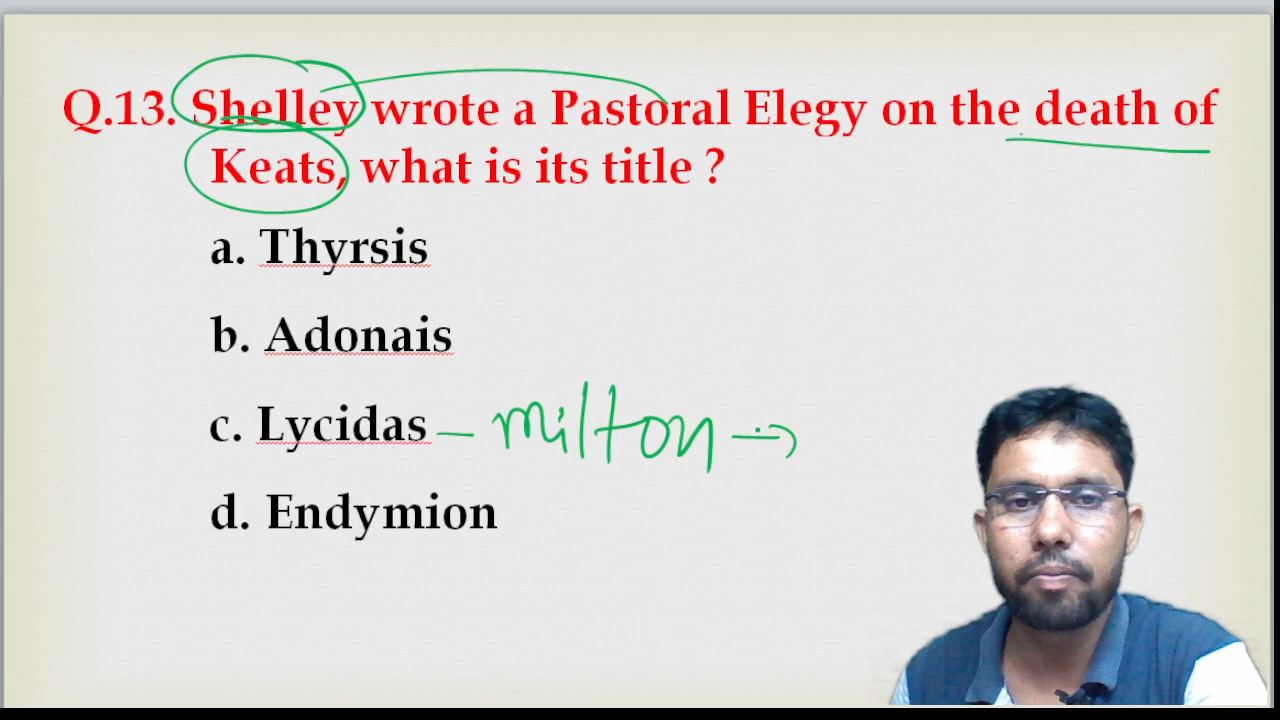 Q.13. Shelley wrote a Pastoral Elegy on the death of
Keats, what is its title ?
a. Thyrsis
b. Adonais
c. Lycidas – milton →
d. Endymion